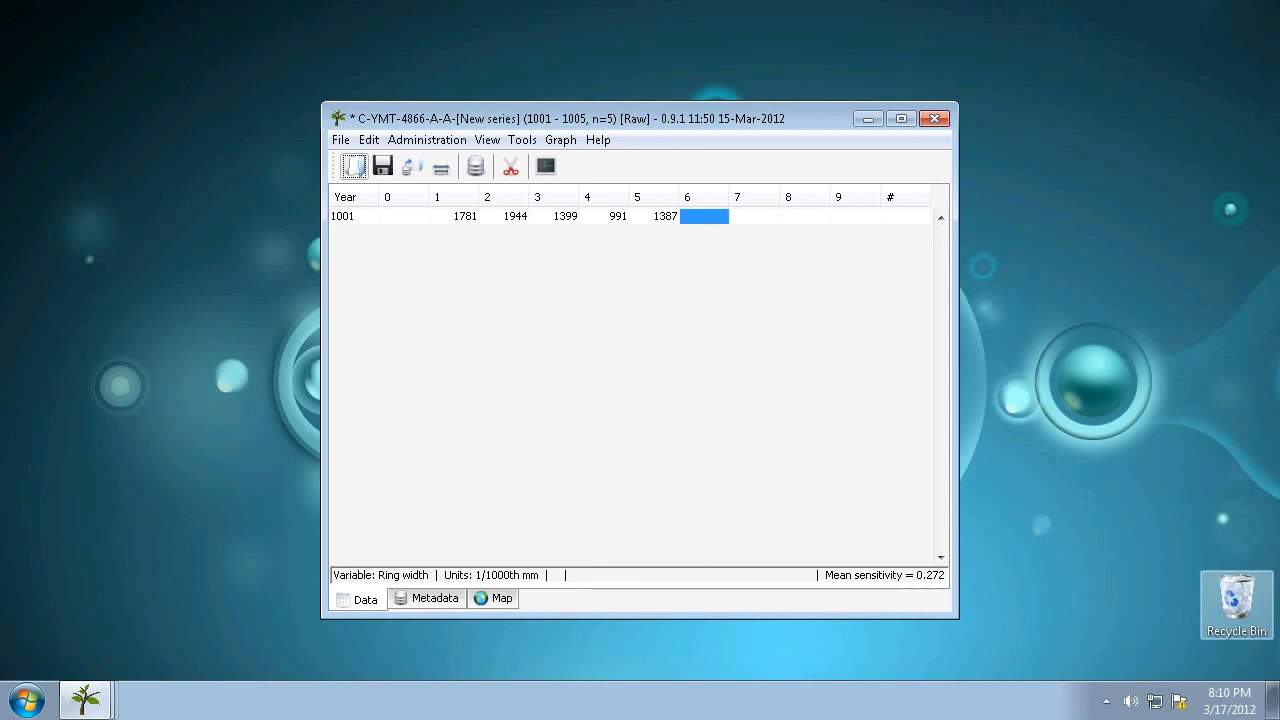 * C-YMT-4866-A-A-[New series] (1001 - 1005, n=5) [Raw] - 0.9.1 11:50 15-Mar-2012
File Edit Administration View Tools Graph Help
Year 0 1 2 3 4 5 6 7 8 9 #
1001 1781 1944 1399 991 1387
Variable: Ring width | Units: 1/1000th mm | | | Mean sensitivity = 0.272
Data Metadata Map
Recycle Bin
8:10 PM
3/17/2012